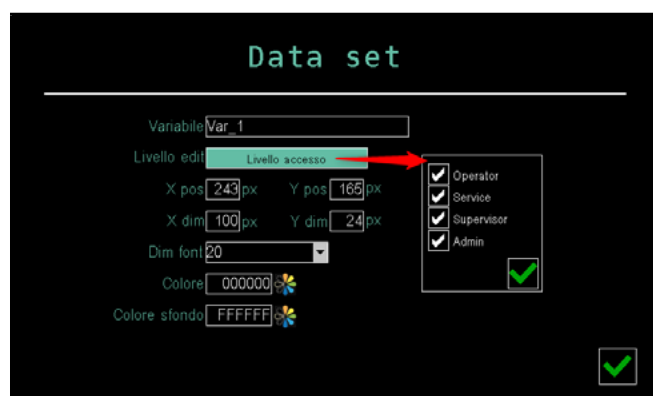 Data set
Variabile Var_1
Livello edit Livello accesso
Operator
X pos 243 px Y pos 165 px
Service
X dim 100 px Y dim 24 px
Supervisor
Admin
Dim font 20
Colore 000000
Colore sfondo FFFFFF